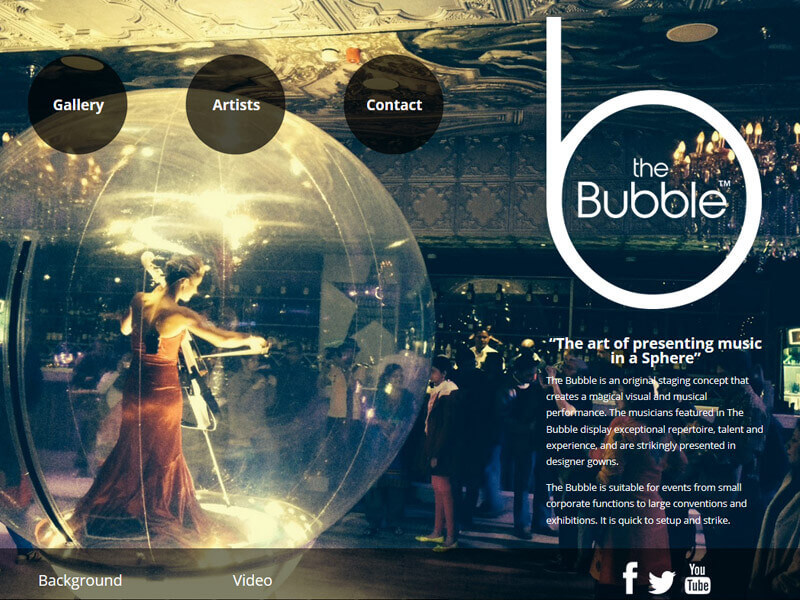 Gallery
Artists
Contact
the
Bubble™
“The art of presenting music
in a Sphere”
The Bubble is an original staging concept that
creates a magical visual and musical
performance. The musicians featured in The
Bubble display exceptional repertoire, talent and
experience, and are strikingly presented in
designer gowns.
The Bubble is suitable for events from small
corporate functions to large conventions and
exhibitions. It is quick to setup and strike.
Background
Video
You
Tube